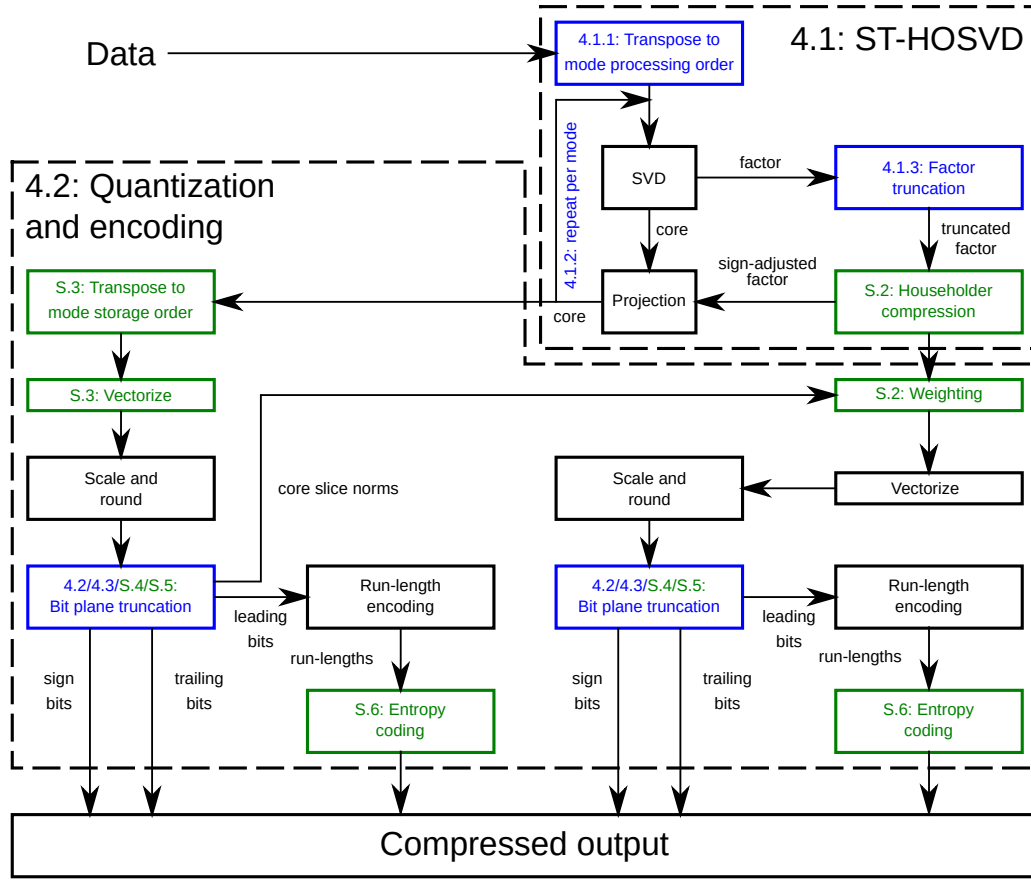 Data
4.1.1: Transpose to
mode processing order
4.1: ST-HOSVD
4.1.2: repeat per mode
SVD
factor
4.1.3: Factor
truncation
core
truncated
factor
sign-adjusted
factor
Projection
S.2: Householder
compression
core
4.2: Quantization
and encoding
S.3: Transpose to
mode storage order
S.3: Vectorize
S.2: Weighting
Scale and
round
core slice norms
Scale and
round
Vectorize
4.2/4.3/S.4/S.5:
Bit plane truncation
leading
bits
Run-length
encoding
4.2/4.3/S.4/S.5:
Bit plane truncation
leading
bits
Run-length
encoding
sign
bits
trailing
bits
run-lengths
S.6: Entropy
coding
sign
bits
trailing
bits
run-lengths
S.6: Entropy
coding
Compressed output